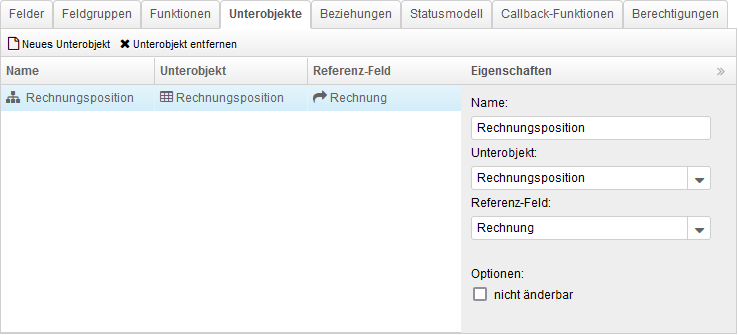 Felder Feldgruppen Funktionen Unterobjekte Beziehungen Statusmodell Callback-Funktionen Berechtigungen
Neues Unterobjekt Unterobjekt entfernen
Name Unterobjekt Referenz-Feld Eigenschaften »
Rechnungsposition Rechnungsposition Rechnung
Name:
Rechnungsposition
Unterobjekt:
Rechnungsposition
Referenz-Feld:
Rechnung
Optionen:
nicht änderbar